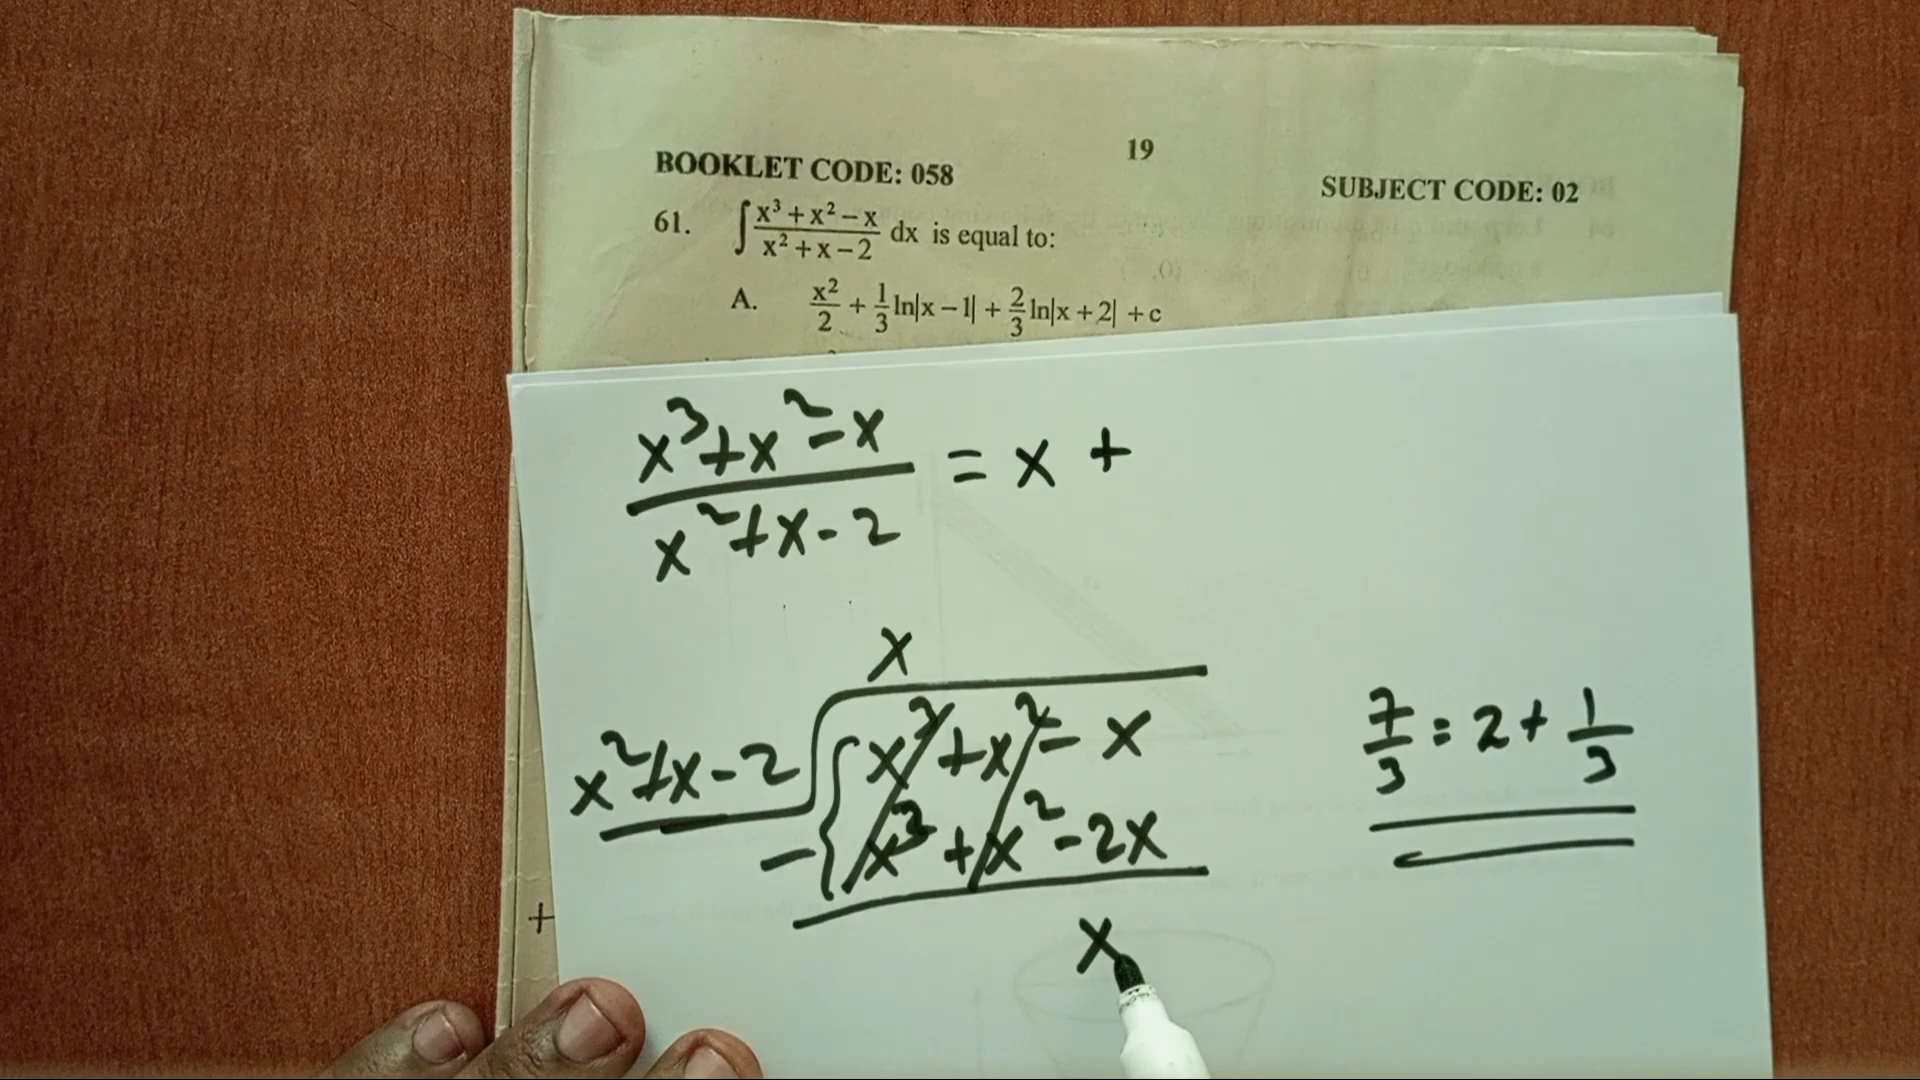 19
BOOKLET CODE: 058
SUBJECT CODE: 02
61. ∫ (x³ + x² − x)/(x² + x − 2) dx is equal to:
A. x²/2 + 1/3 ln|x − 1| + 2/3 ln|x + 2| + c
(x³ + x² − x)/(x² + x − 2) = x +
x
x² + x − 2 x³ + x² − x
− { x³ + x² − 2x
x
7/3 = 2 + 1/3
+